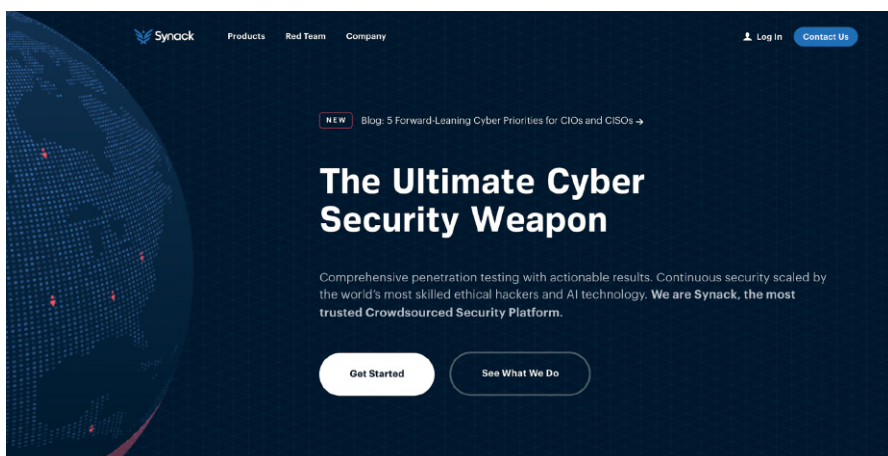 Synack
Products
Red Team
Company
Log In
Contact Us
NEW
Blog: 5 Forward-Leaning Cyber Priorities for CIOs and CISOs →
The Ultimate Cyber
Security Weapon
Comprehensive penetration testing with actionable results. Continuous security scaled by
the world's most skilled ethical hackers and AI technology. We are Synack, the most
trusted Crowdsourced Security Platform.
Get Started
See What We Do